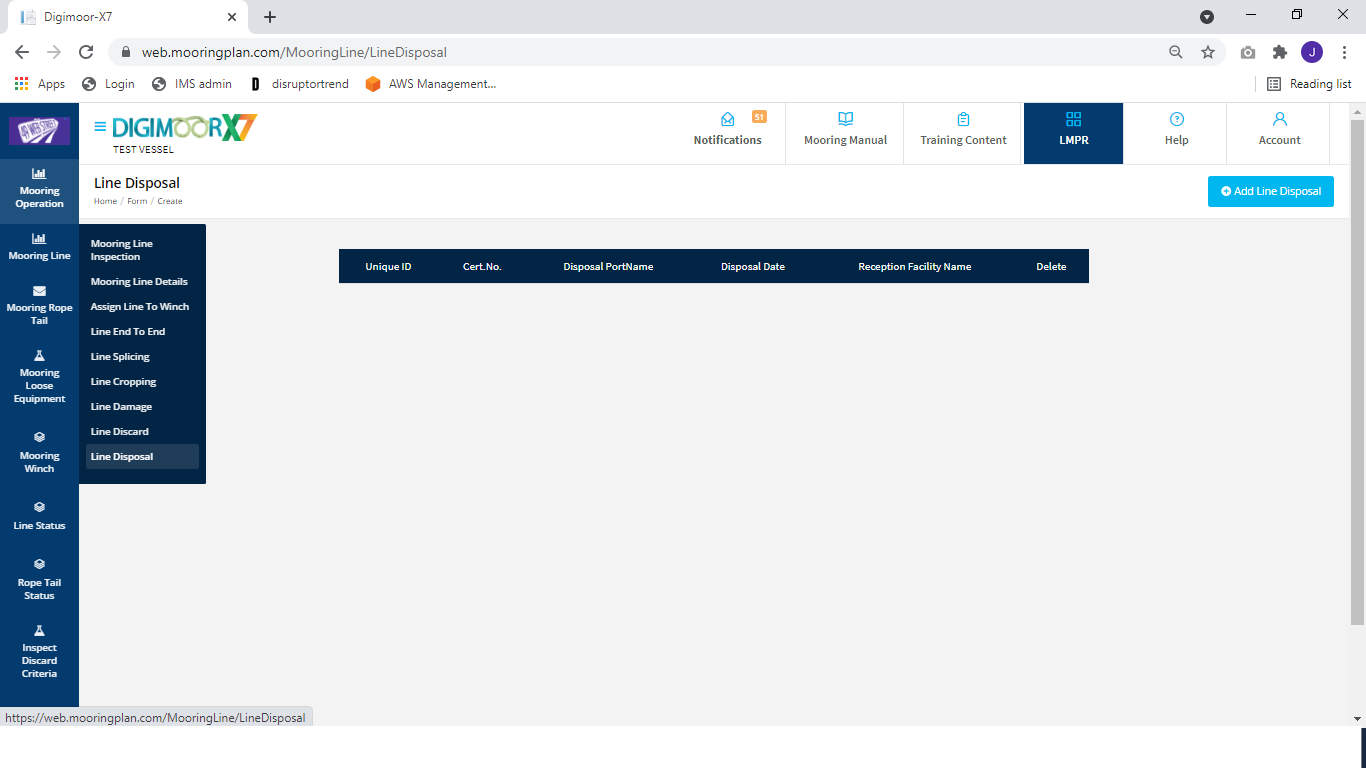 Digimoor-X7
web.mooringplan.com/MooringLine/LineDisposal
J
Apps
Login
IMS admin
D
disruptortrend
AWS Management...
Reading list
49 WEB STREET
DIGIMOORX7
TEST VESSEL
51
Notifications
Mooring Manual
Training Content
LMPR
Help
Account
Line Disposal
Home / Form / Create
Add Line Disposal
Mooring
Operation
Mooring Line
Mooring Rope
Tail
Mooring
Loose
Equipment
Mooring
Winch
Line Status
Rope Tail
Status
Inspect
Discard
Criteria
Mooring Line
Inspection
Mooring Line Details
Assign Line To Winch
Line End To End
Line Splicing
Line Cropping
Line Damage
Line Discard
Line Disposal
Unique ID Cert.No. Disposal PortName Disposal Date Reception Facility Name Delete
https://web.mooringplan.com/MooringLine/LineDisposal